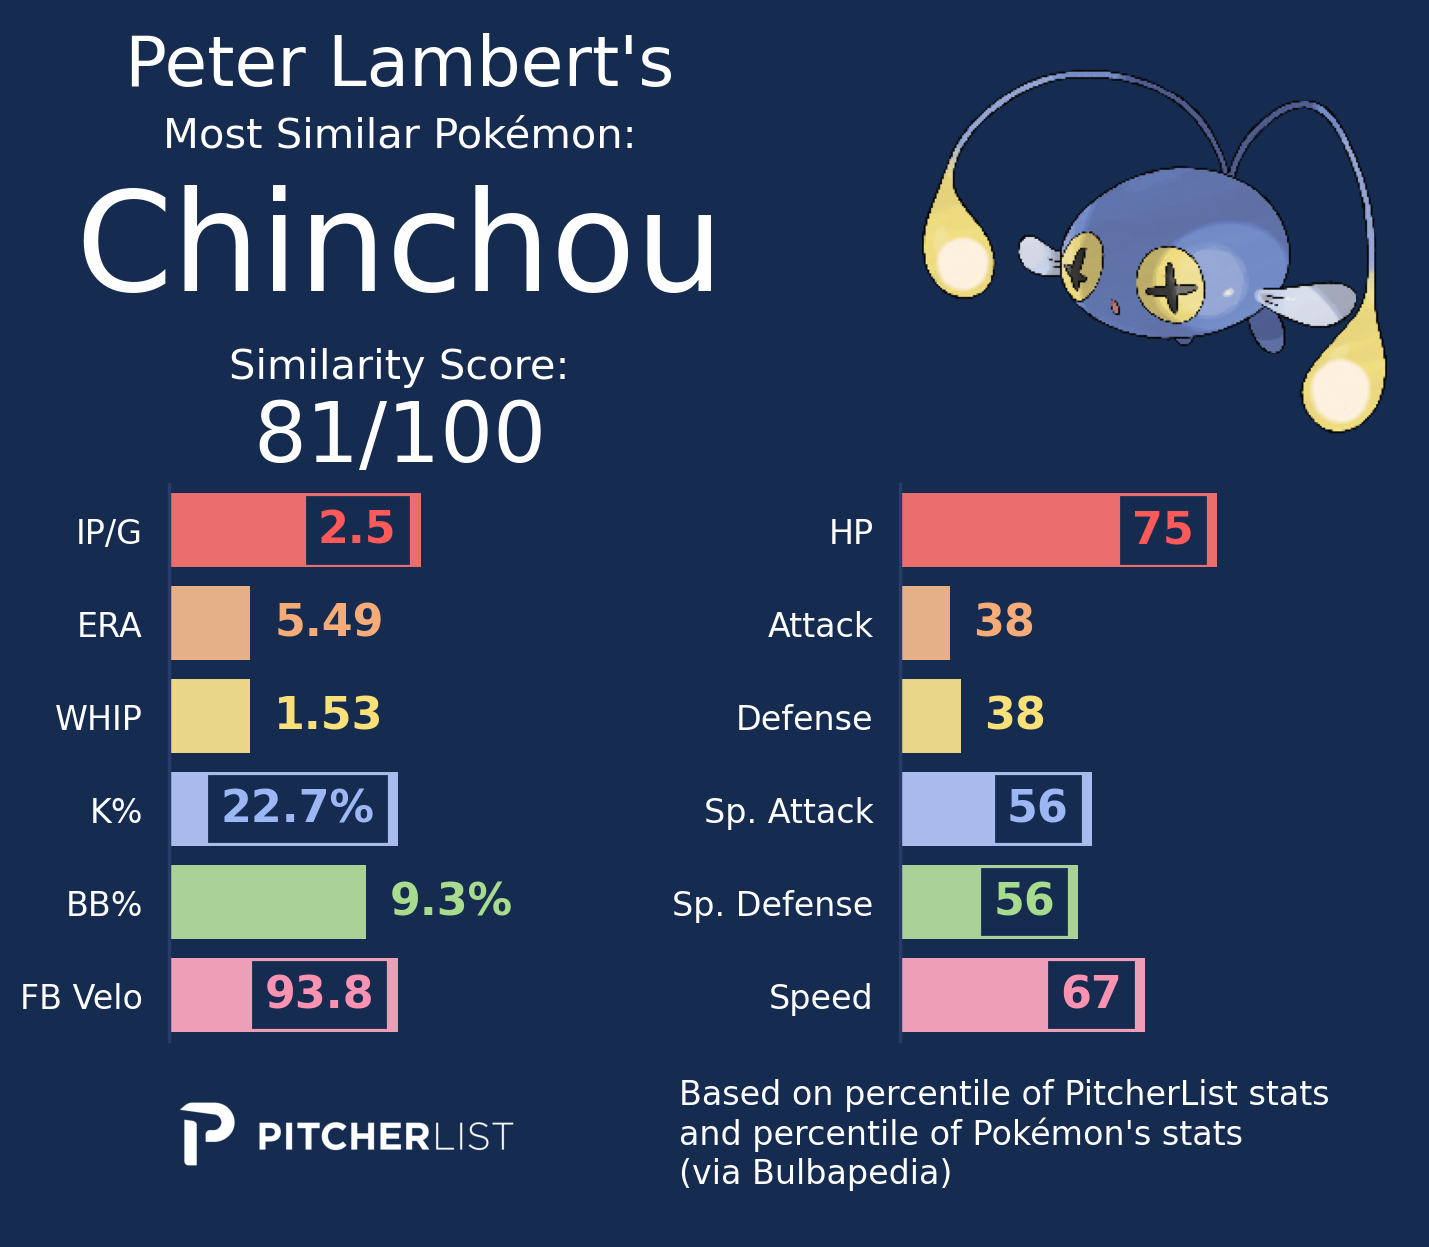 Peter Lambert's
Most Similar Pokémon:
Chinchou
Similarity Score:
81/100
IP/G 2.5
ERA 5.49
WHIP 1.53
K% 22.7%
BB% 9.3%
FB Velo 93.8
HP 75
Attack 38
Defense 38
Sp. Attack 56
Sp. Defense 56
Speed 67
PITCHERLIST
Based on percentile of PitcherList stats
and percentile of Pokémon's stats
(via Bulbapedia)